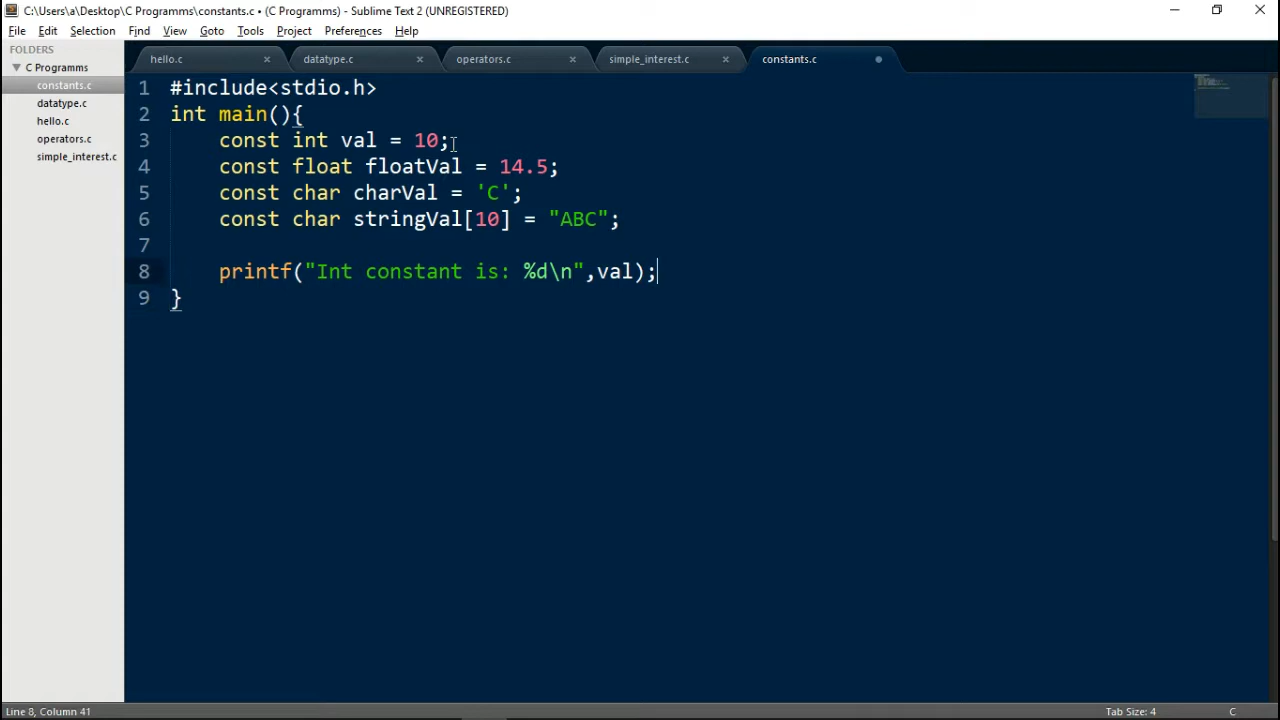 C:\Users\a\Desktop\C Programms\constants.c • (C Programms) - Sublime Text 2 (UNREGISTERED)
File Edit Selection Find View Goto Tools Project Preferences Help
FOLDERS
C Programms
constants.c
datatype.c
hello.c
operators.c
simple_interest.c
hello.c datatype.c operators.c simple_interest.c constants.c
1 #include<stdio.h>
2 int main(){
3 const int val = 10;
4 const float floatVal = 14.5;
5 const char charVal = 'C';
6 const char stringVal[10] = "ABC";
7
8 printf("Int constant is: %d\n",val);
9 }
Line 8, Column 41 Tab Size: 4 C